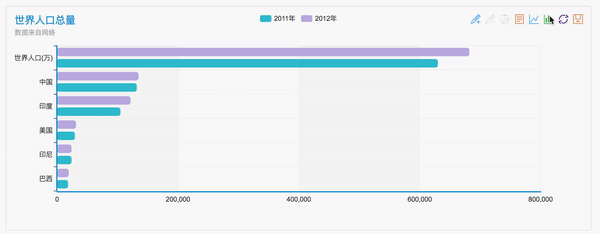 世界人口总量
数据来自网络
2011年 2012年
世界人口(万)
中国
印度
美国
印尼
巴西
0 200,000 400,000 600,000 800,000